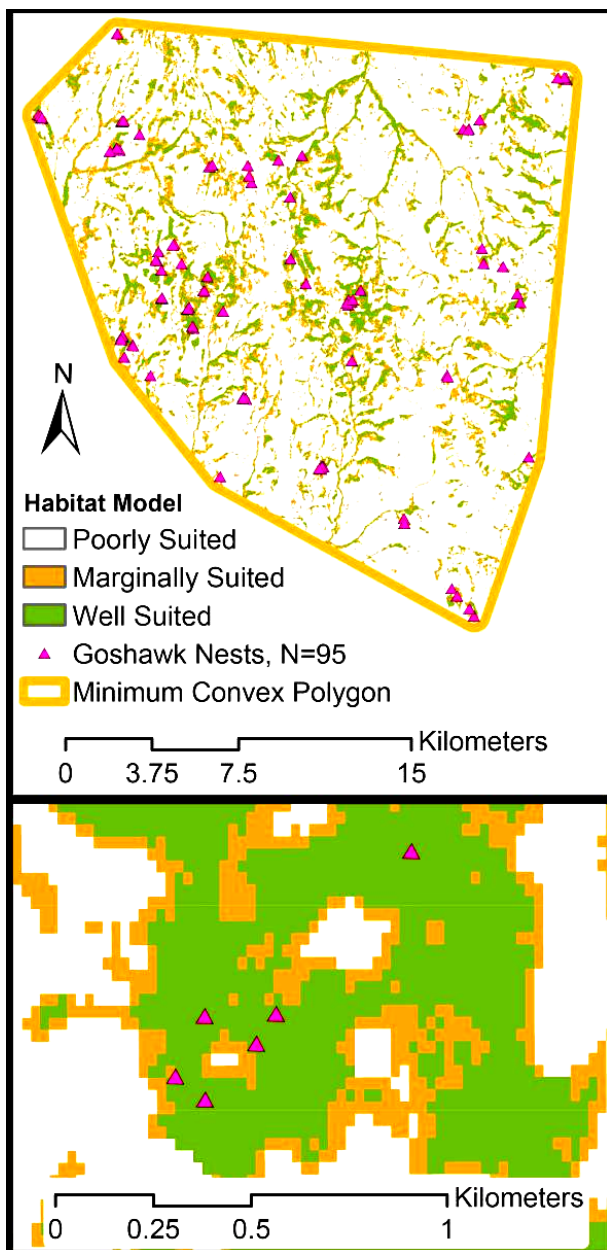 N
Habitat Model
Poorly Suited
Marginally Suited
Well Suited
Goshawk Nests, N=95
Minimum Convex Polygon
Kilometers
0 3.75 7.5 15
Kilometers
0 0.25 0.5 1